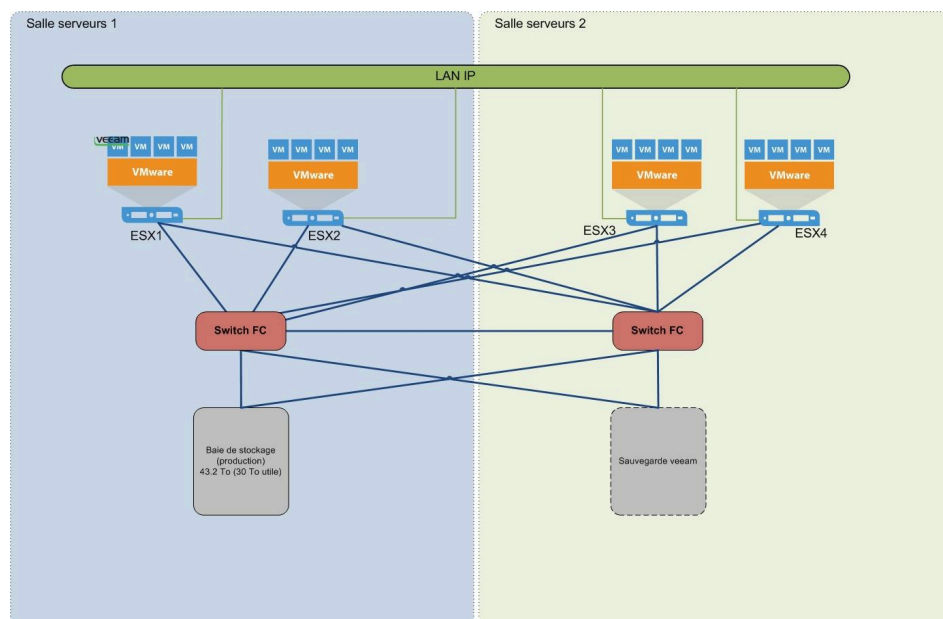 Salle serveurs 1
Salle serveurs 2
LAN IP
veeam
VM VM VM VM
VMware
ESX1
VM VM VM VM
VMware
ESX2
VM VM VM VM
VMware
ESX3
VM VM VM VM
VMware
ESX4
Switch FC
Switch FC
Baie de stockage
(production)
43.2 To (30 To utile)
Sauvegarde veeam